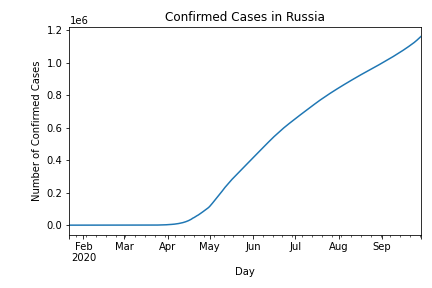 Confirmed Cases in Russia
1e6
1.2
1.0
0.8
0.6
0.4
0.2
0.0
Number of Confirmed Cases
Feb Mar Apr May Jun Jul Aug Sep
2020
Day